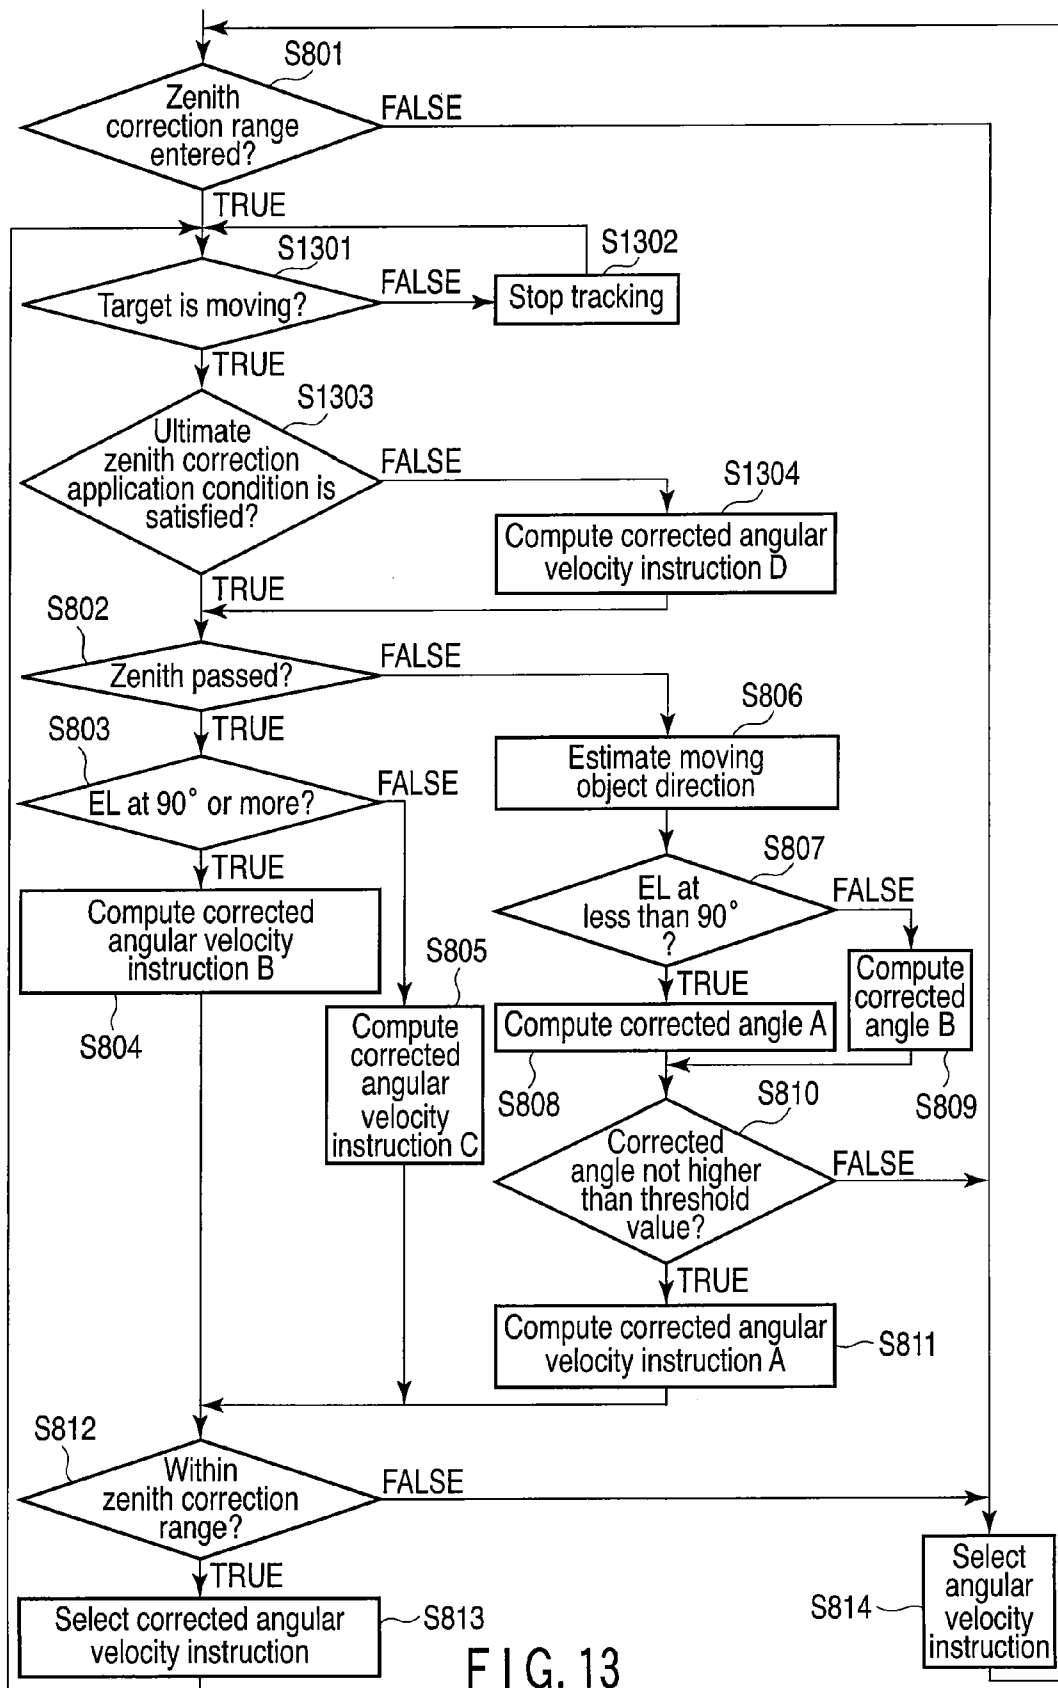 S801
Zenith
correction range
entered?
FALSE
TRUE
S1301
Target is moving?
FALSE
S1302
Stop tracking
TRUE
S1303
Ultimate
zenith correction
application condition is
satisfied?
FALSE
S1304
Compute corrected angular
velocity instruction D
TRUE
S802
Zenith passed?
FALSE
TRUE
S806
Estimate moving
object direction
S803
EL at 90° or more?
FALSE
TRUE
S807
EL at
less than 90°
?
FALSE
TRUE
Compute corrected
angular velocity
instruction B
S804
S805
Compute
corrected
angular
velocity
instruction C
Compute corrected angle A
S808
Compute
corrected
angle B
S809
S810
Corrected
angle not higher
than threshold
value?
FALSE
TRUE
Compute corrected angular
velocity instruction A
S811
S812
Within
zenith correction
range?
FALSE
TRUE
Select corrected angular
velocity instruction
S813
S814
Select
angular
velocity
instruction
FIG. 13